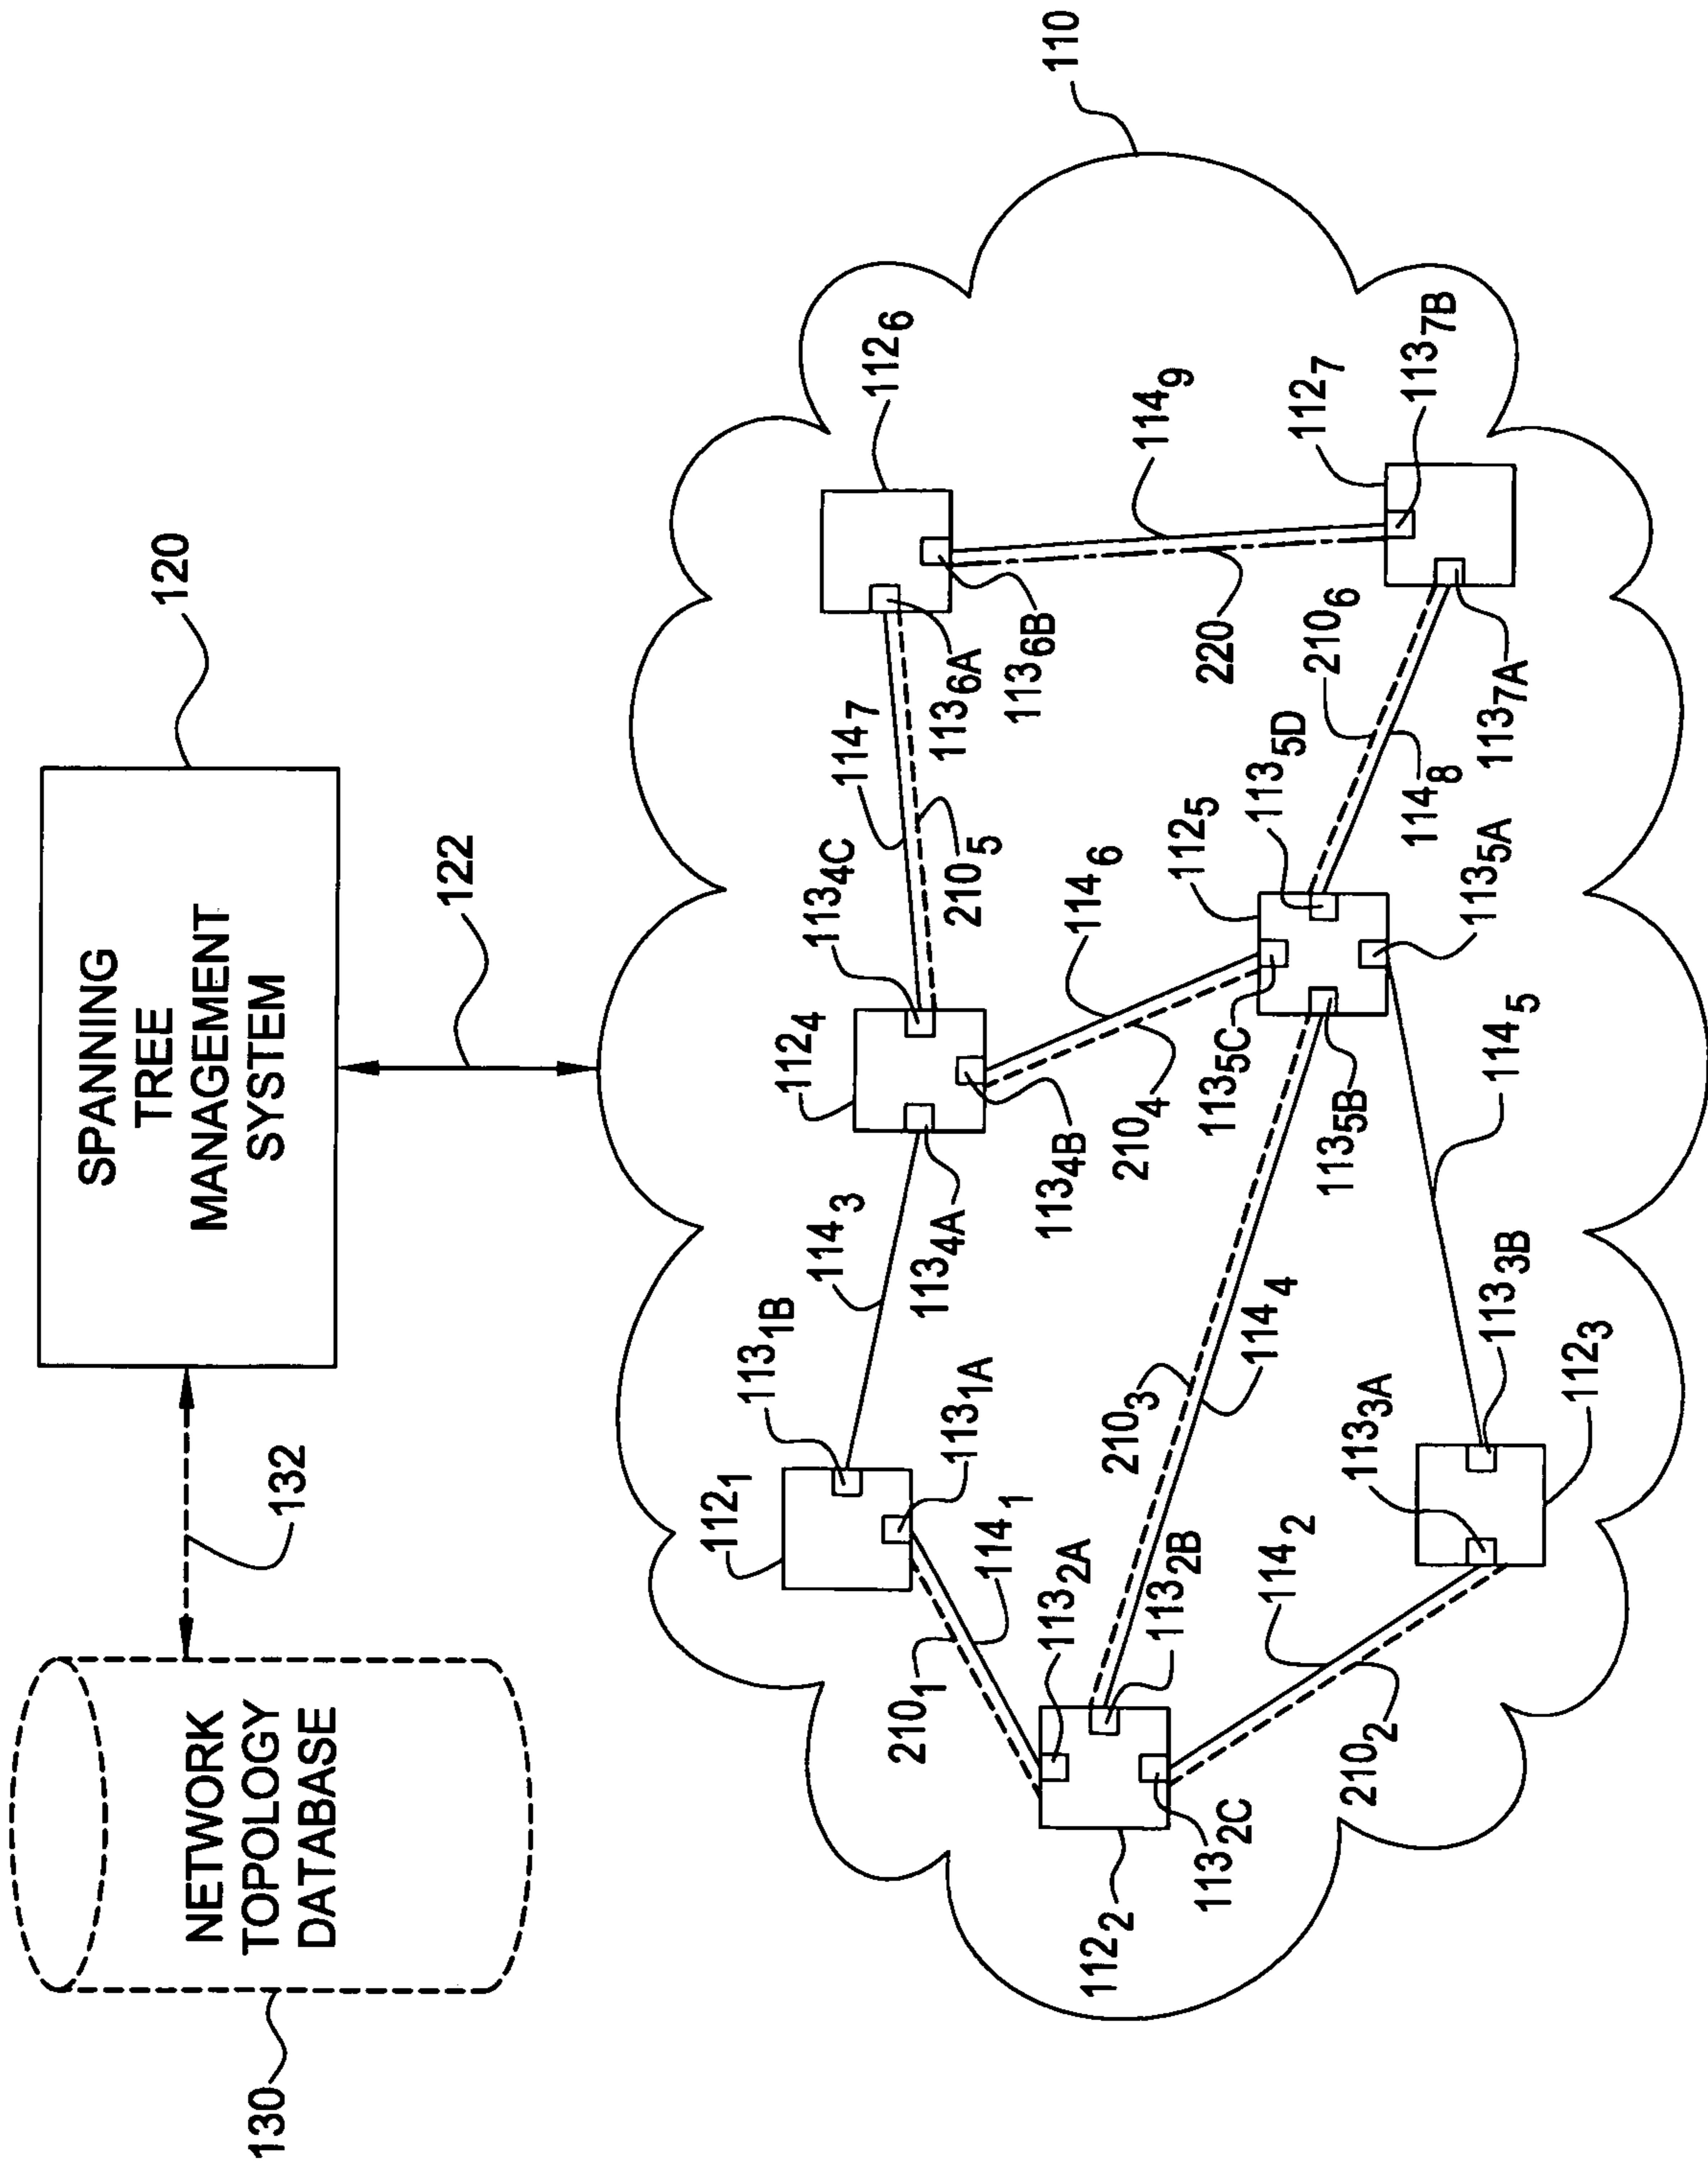 130
NETWORK
TOPOLOGY
DATABASE
132
SPANNING
TREE
MANAGEMENT
SYSTEM
120
122
110
112₁
113₁B
113₁A
114₃
112₄
113₄A
113₄B
113₄C
114₇
210₅
112₆
113₆A
113₆B
114₉
220
210₁
114₁
112₂
113₂A
113₂B
113₂C
210₃
114₄
210₄
114₆
112₅
113₅C
113₅B
113₅D
113₅A
210₆
114₈
112₇
113₇A
113₇B
114₂
210₂
113₃A
113₃B
112₃
114₅